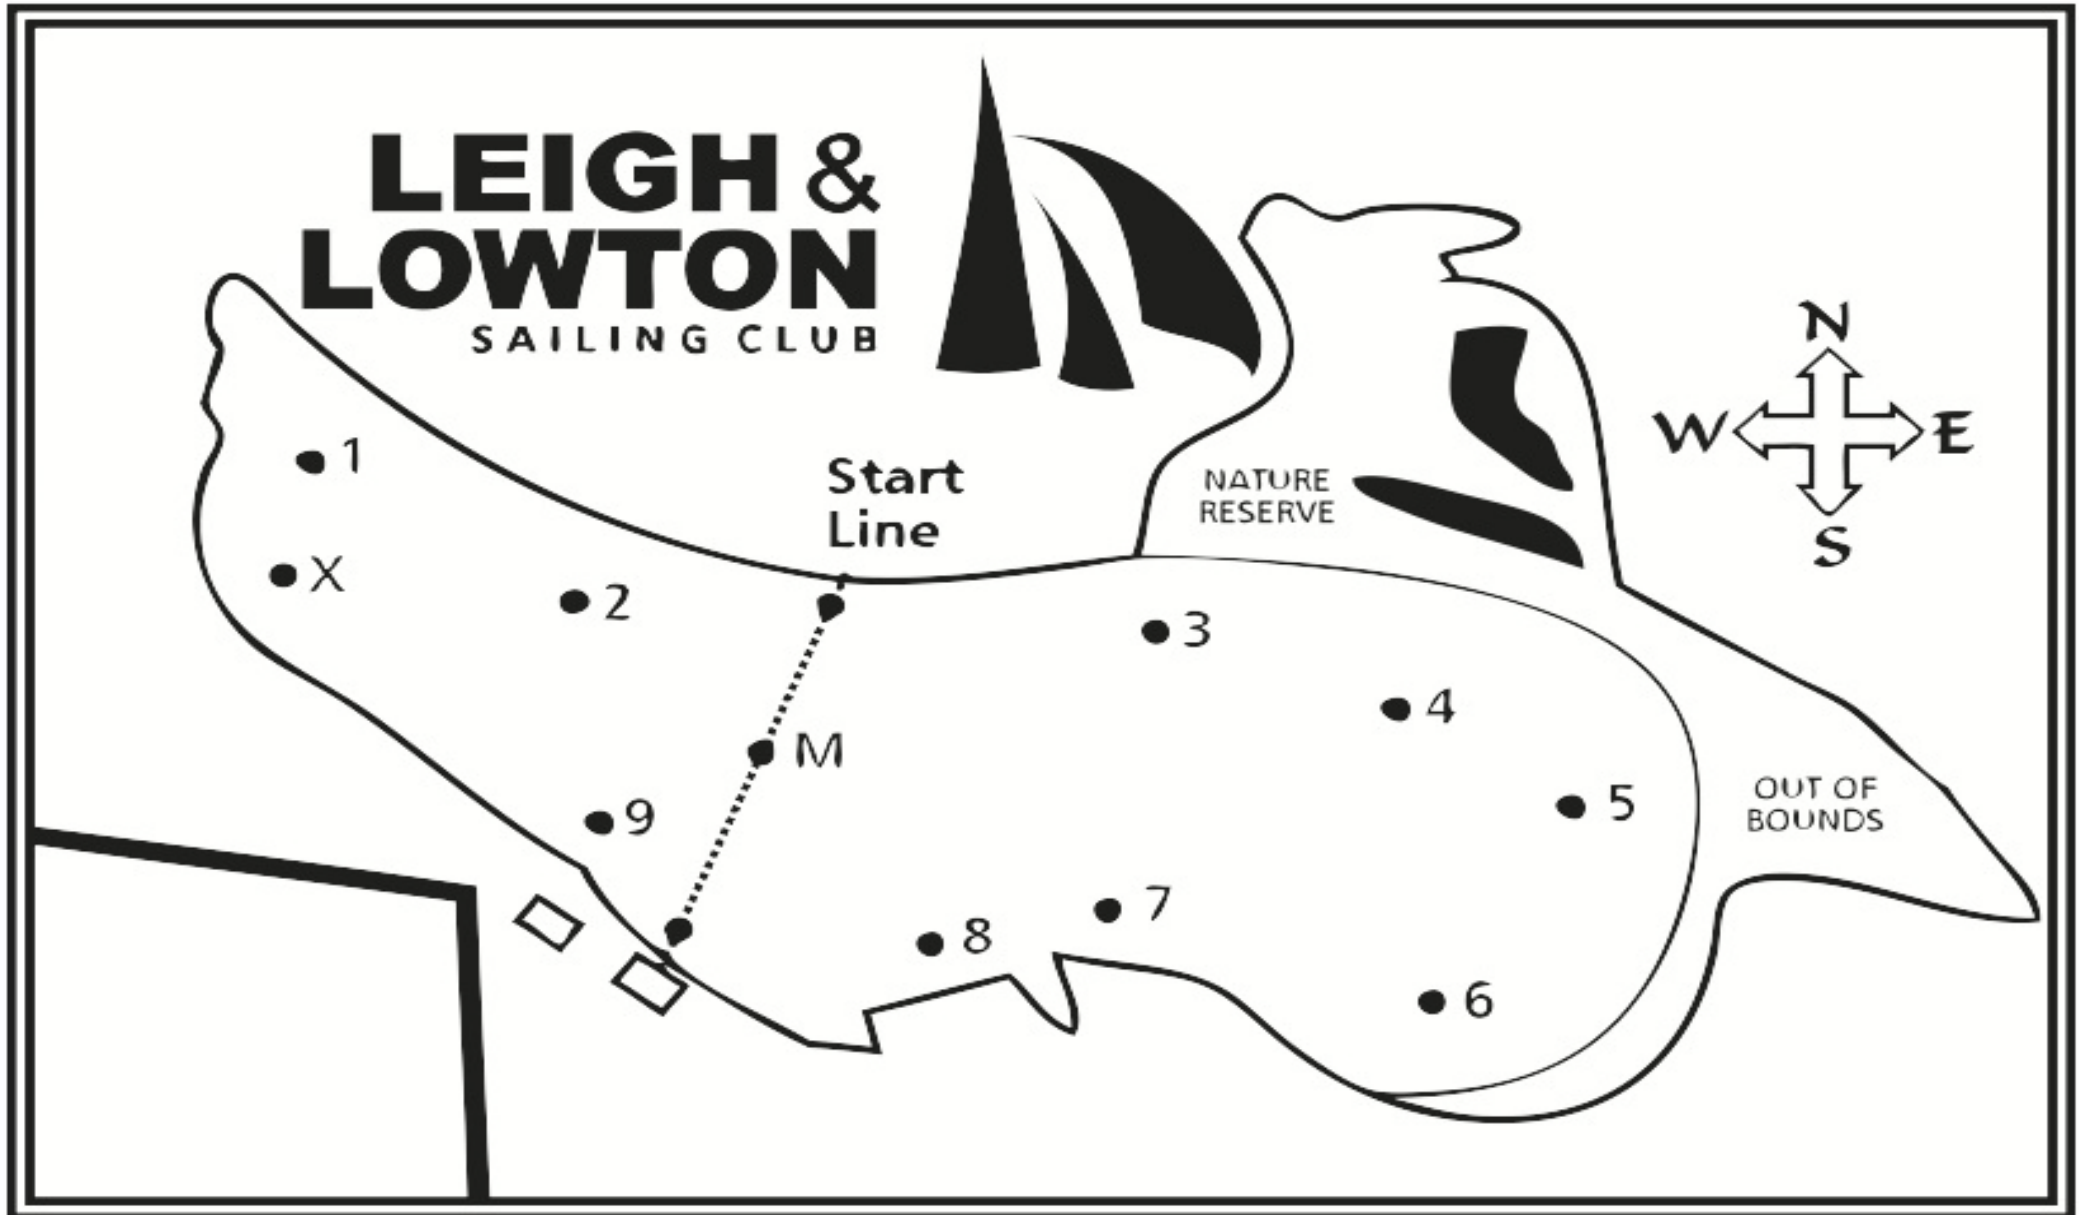 LEIGH &
LOWTON
SAILING CLUB
N
W E
S
Start
Line
NATURE
RESERVE
1
X
2
3
4
M
5
OUT OF
BOUNDS
9
7
8
6